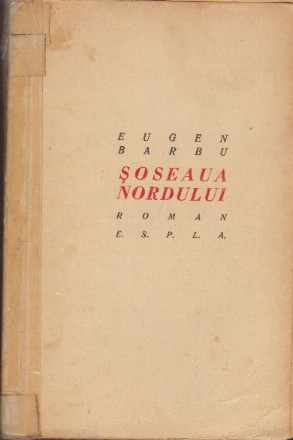 EUGEN
BARBU
ȘOSEAUA
NORDULUI
ROMAN
E. S. P. L. A.